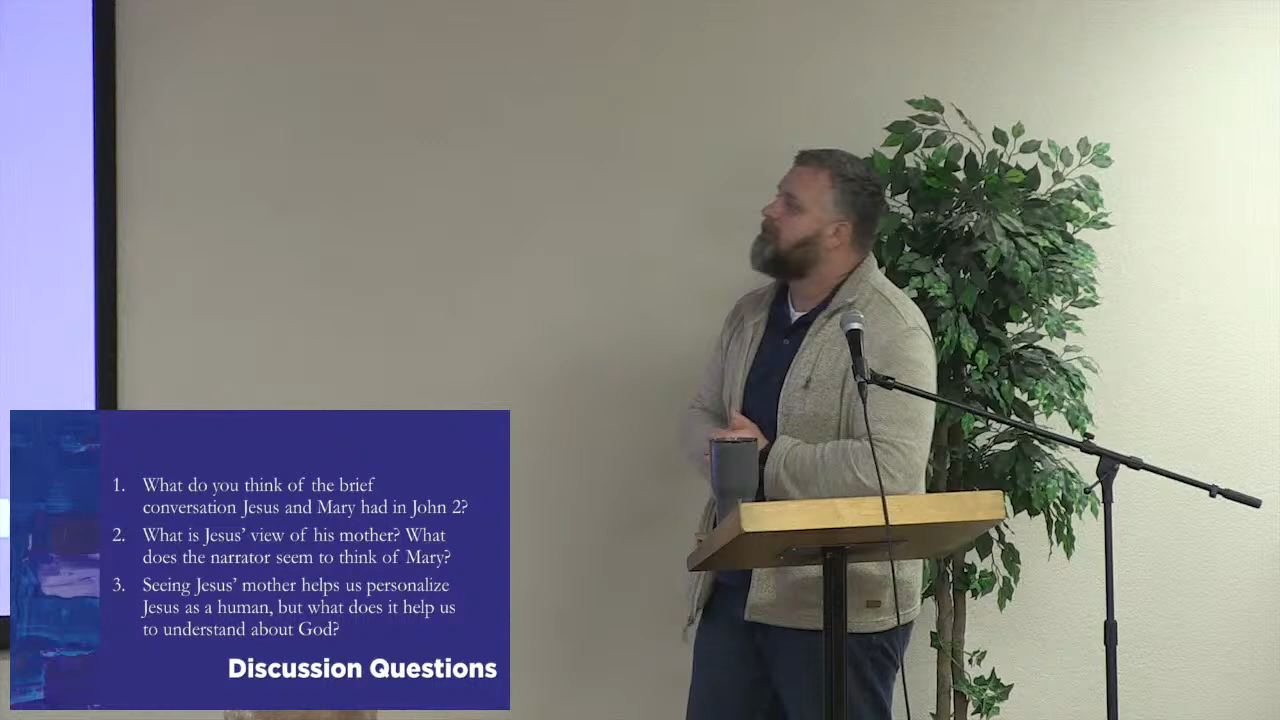 1. What do you think of the brief
conversation Jesus and Mary had in John 2?
2. What is Jesus’ view of his mother? What
does the narrator seem to think of Mary?
3. Seeing Jesus’ mother helps us personalize
Jesus as a human, but what does it help us
to understand about God?
Discussion Questions